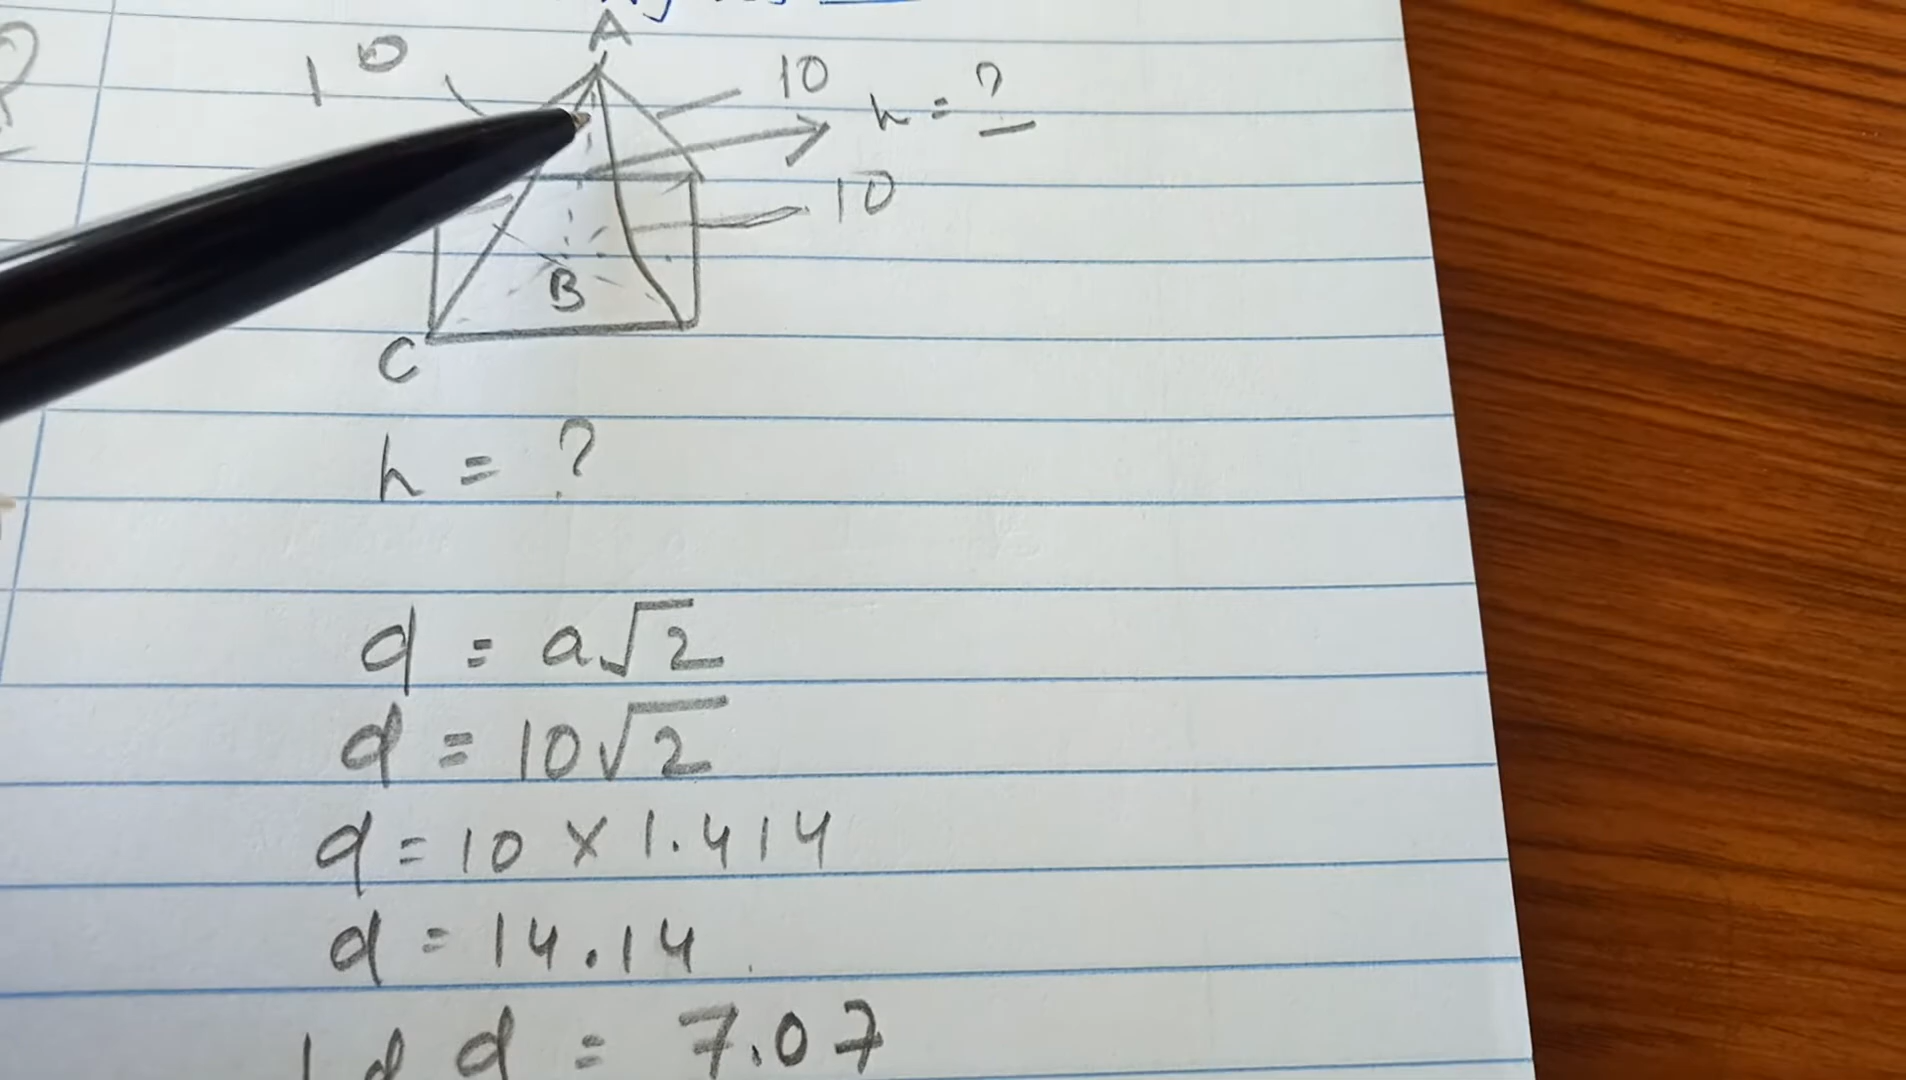 A
10
10
h = ?
10
B
C
h = ?
d = a√2
d = 10√2
d = 10 × 1.414
d = 14.14
d = 7.07